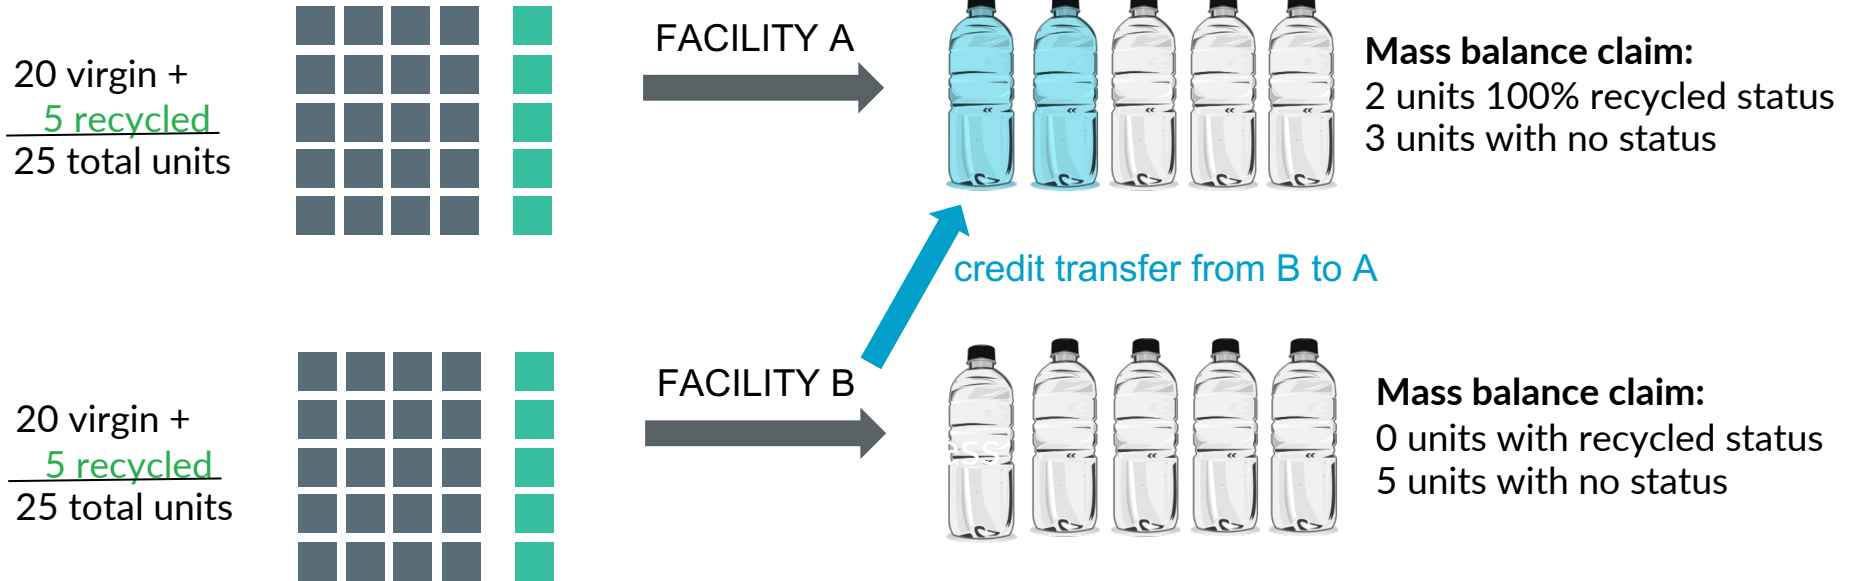 20 virgin +
5 recycled
25 total units
FACILITY A
Mass balance claim:
2 units 100% recycled status
3 units with no status
credit transfer from B to A
20 virgin +
5 recycled
25 total units
FACILITY B
Mass balance claim:
0 units with recycled status
5 units with no status